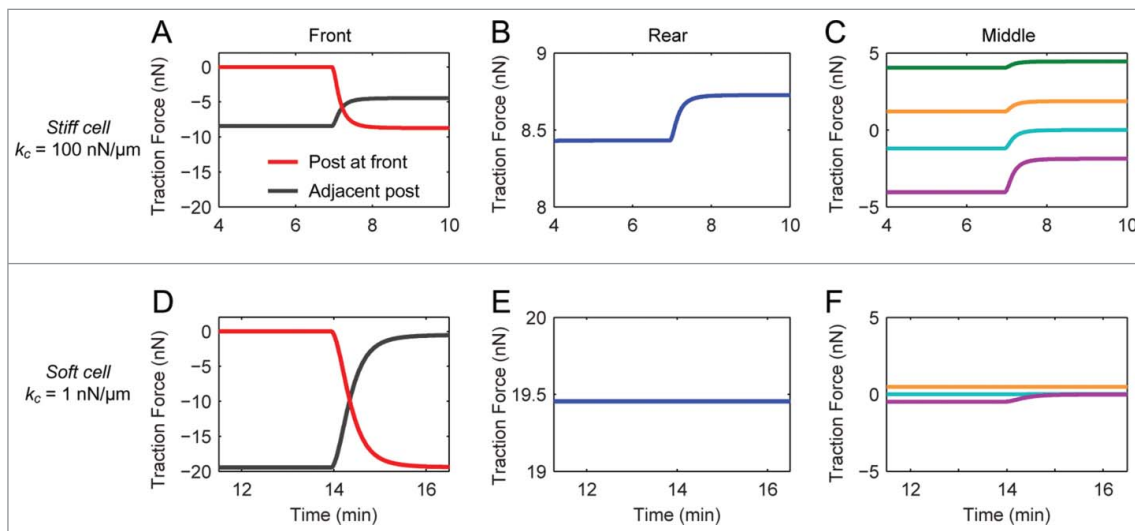 A
Front
B
Rear
C
Middle
Stiff cell
k_c = 100 nN/µm
Traction Force (nN)
0
−5
−10
−15
−20
Post at front
Adjacent post
4
6
8
10
Traction Force (nN)
9
8.5
8
4
6
8
10
Traction Force (nN)
5
0
−5
4
6
8
10
D
E
F
Soft cell
k_c = 1 nN/µm
Traction Force (nN)
0
−5
−10
−15
−20
12
14
16
Time (min)
Traction Force (nN)
20
19.5
19
12
14
16
Time (min)
Traction Force (nN)
5
0
−5
12
14
16
Time (min)